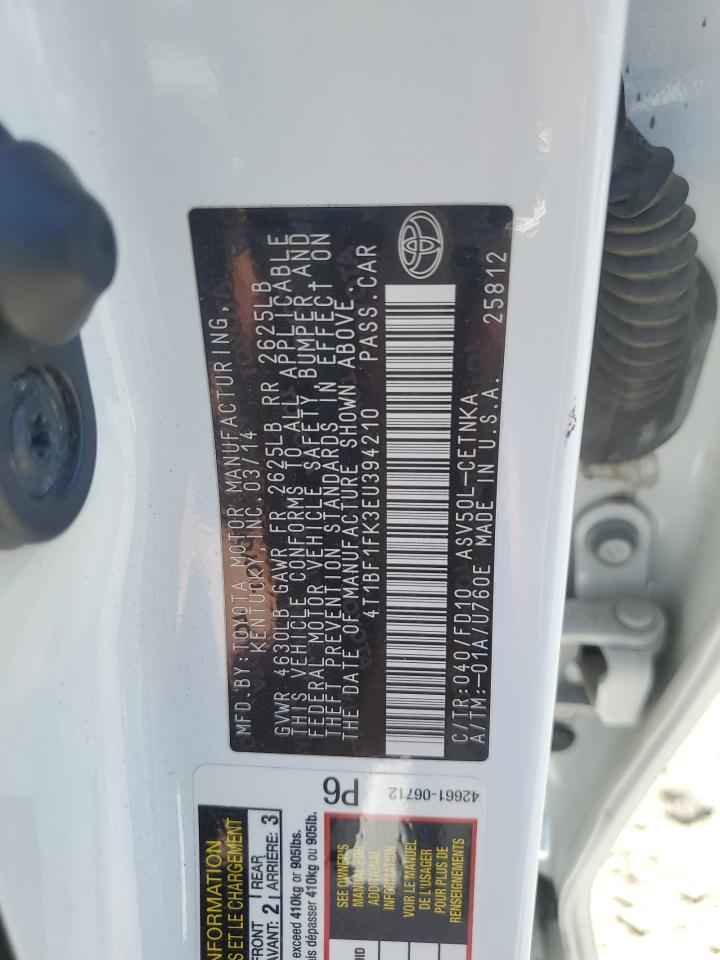 MFD. BY: TOYOTA MOTOR MANUFACTURING,
KENTUCKY, INC. 03/14
GVWR 4630LB GAWR FR 2625LB RR 2625LB
THIS VEHICLE CONFORMS TO ALL APPLICABLE
FEDERAL MOTOR VEHICLE SAFETY, BUMPER AND
THEFT PREVENTION STANDARDS IN EFFECT ON
THE DATE OF MANUFACTURE SHOWN ABOVE.
4T1BF1FK3EU394210 PASS. CAR
C/TR: 040/FD10 ASV50L-CETNKA
A/TM:-01A/U760E MADE IN U.S.A. 25812
INFORMATION
S ET LE CHARGEMENT
FRONT 2 REAR 3
AVANT: ARRIÈRE:
exceed 410kg or 905lbs.
s dépasser 410kg ou 905lb.
P6
SEE OWNER'S
MANUAL FOR
ADDITIONAL
INFORMATION
VOIR LE MANUEL
DE L'USAGER
POUR PLUS DE
RENSEIGNEMENTS
42661-06712